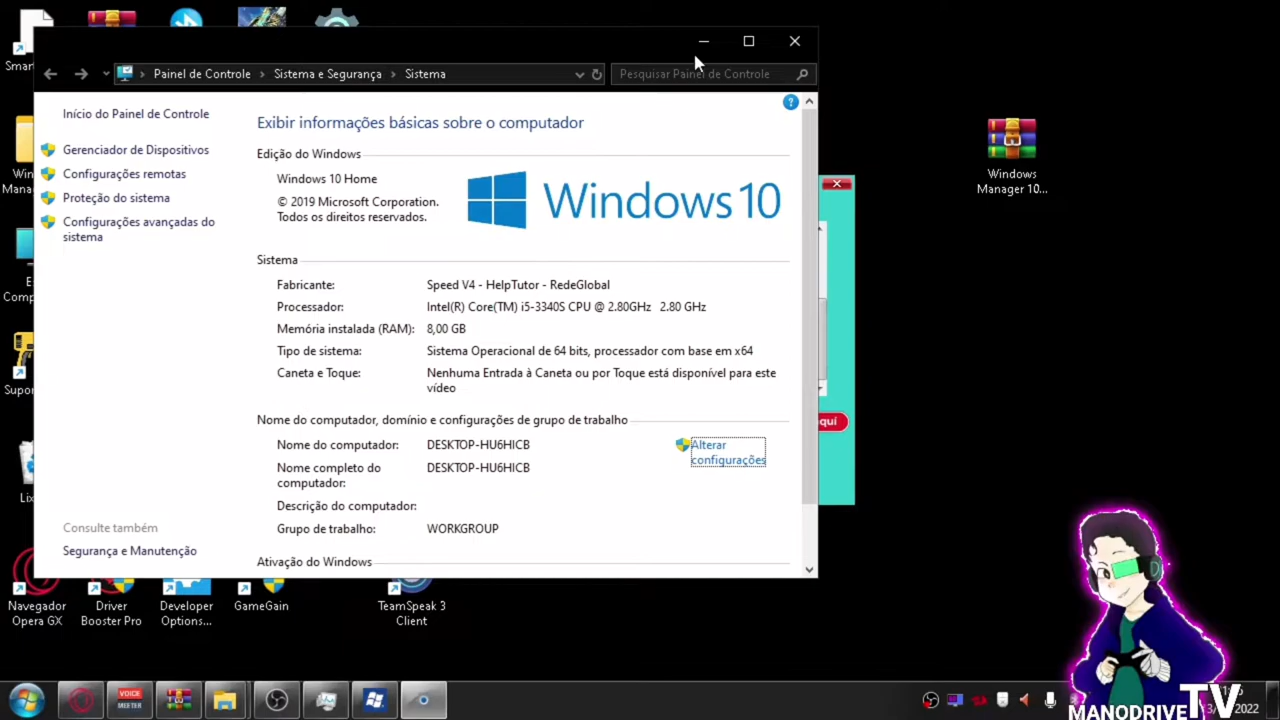 Painel de Controle
Sistema e Segurança
Sistema
Pesquisar Painel de Controle
Início do Painel de Controle
Gerenciador de Dispositivos
Configurações remotas
Proteção do sistema
Configurações avançadas do
sistema
Consulte também
Segurança e Manutenção
Exibir informações básicas sobre o computador
Edição do Windows
Windows 10 Home
© 2019 Microsoft Corporation.
Todos os direitos reservados.
Windows 10
Sistema
Fabricante: Speed V4 - HelpTutor - RedeGlobal
Processador: Intel(R) Core(TM) i5-3340S CPU @ 2.80GHz 2.80 GHz
Memória instalada (RAM): 8,00 GB
Tipo de sistema: Sistema Operacional de 64 bits, processador com base em x64
Caneta e Toque: Nenhuma Entrada à Caneta ou por Toque está disponível para este
vídeo
Nome do computador, domínio e configurações de grupo de trabalho
Nome do computador: DESKTOP-HU6HICB
Alterar
configurações
Nome completo do DESKTOP-HU6HICB
computador:
Descrição do computador:
Grupo de trabalho: WORKGROUP
Ativação do Windows
Windows
Manager 10...
Navegador
Opera GX
Driver
Booster Pro
Developer
Options...
GameGain
TeamSpeak 3
Client
VOICE
MEETER
MANODRIVE TV
2022